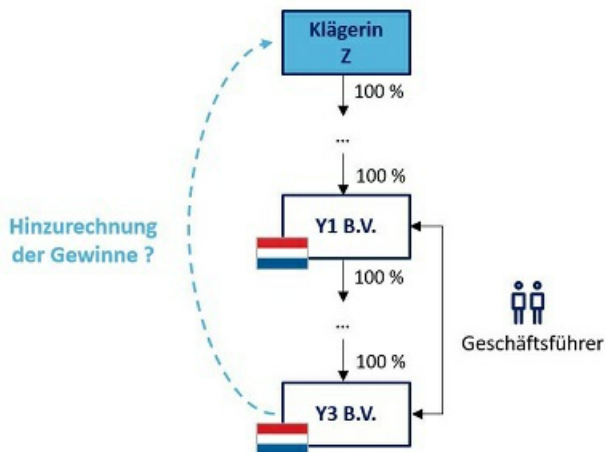 Klägerin
Z
100 %
...
100 %
Y1 B.V.
Hinzurechnung
der Gewinne ?
100 %
...
Geschäftsführer
100 %
Y3 B.V.